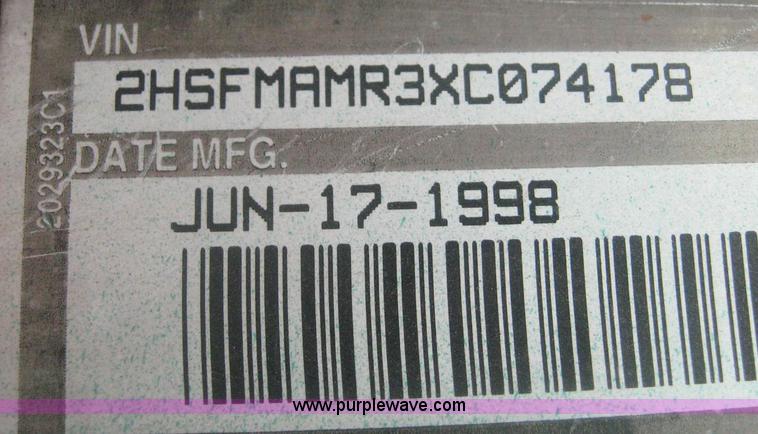 VIN
2HSFMAMR3XC074178
DATE MFG.
JUN-17-1998
2029323C1
www.purplewave.com